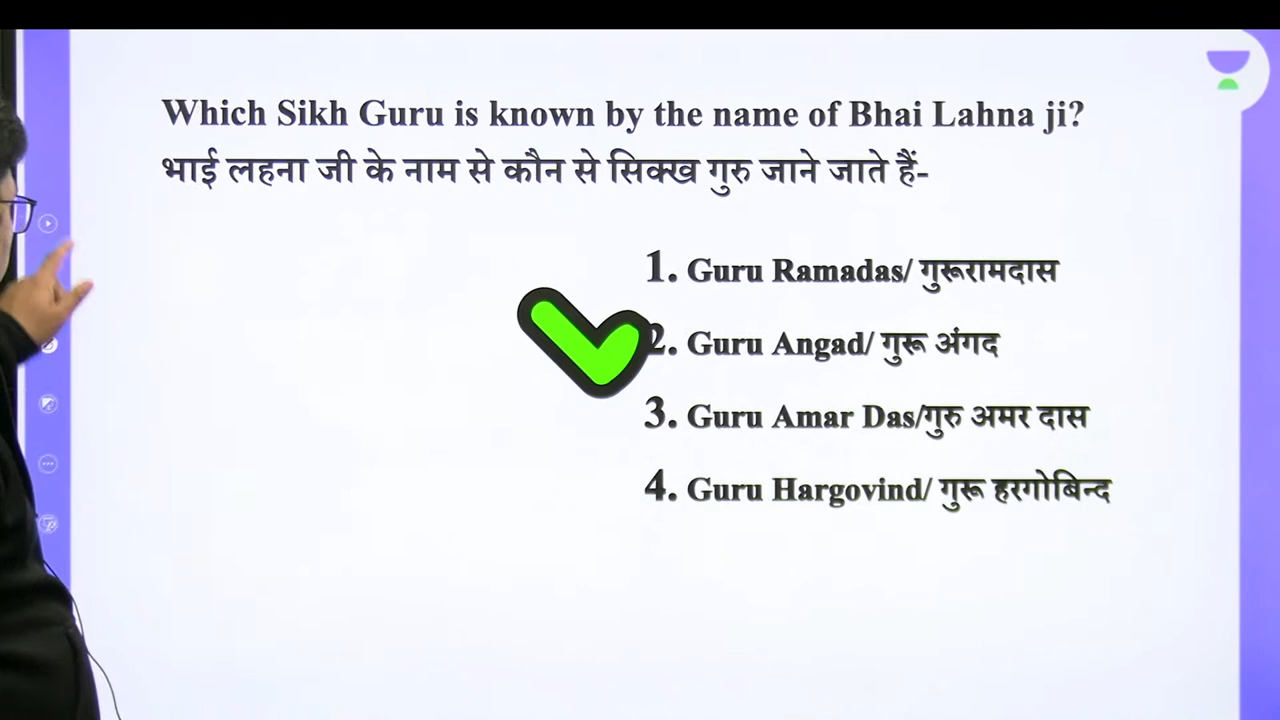 Which Sikh Guru is known by the name of Bhai Lahna ji?
भाई लहना जी के नाम से कौन से सिक्ख गुरु जाने जाते हैं-
1. Guru Ramadas/ गुरूरामदास
2. Guru Angad/ गुरू अंगद
3. Guru Amar Das/गुरु अमर दास
4. Guru Hargovind/ गुरू हरगोबिन्द